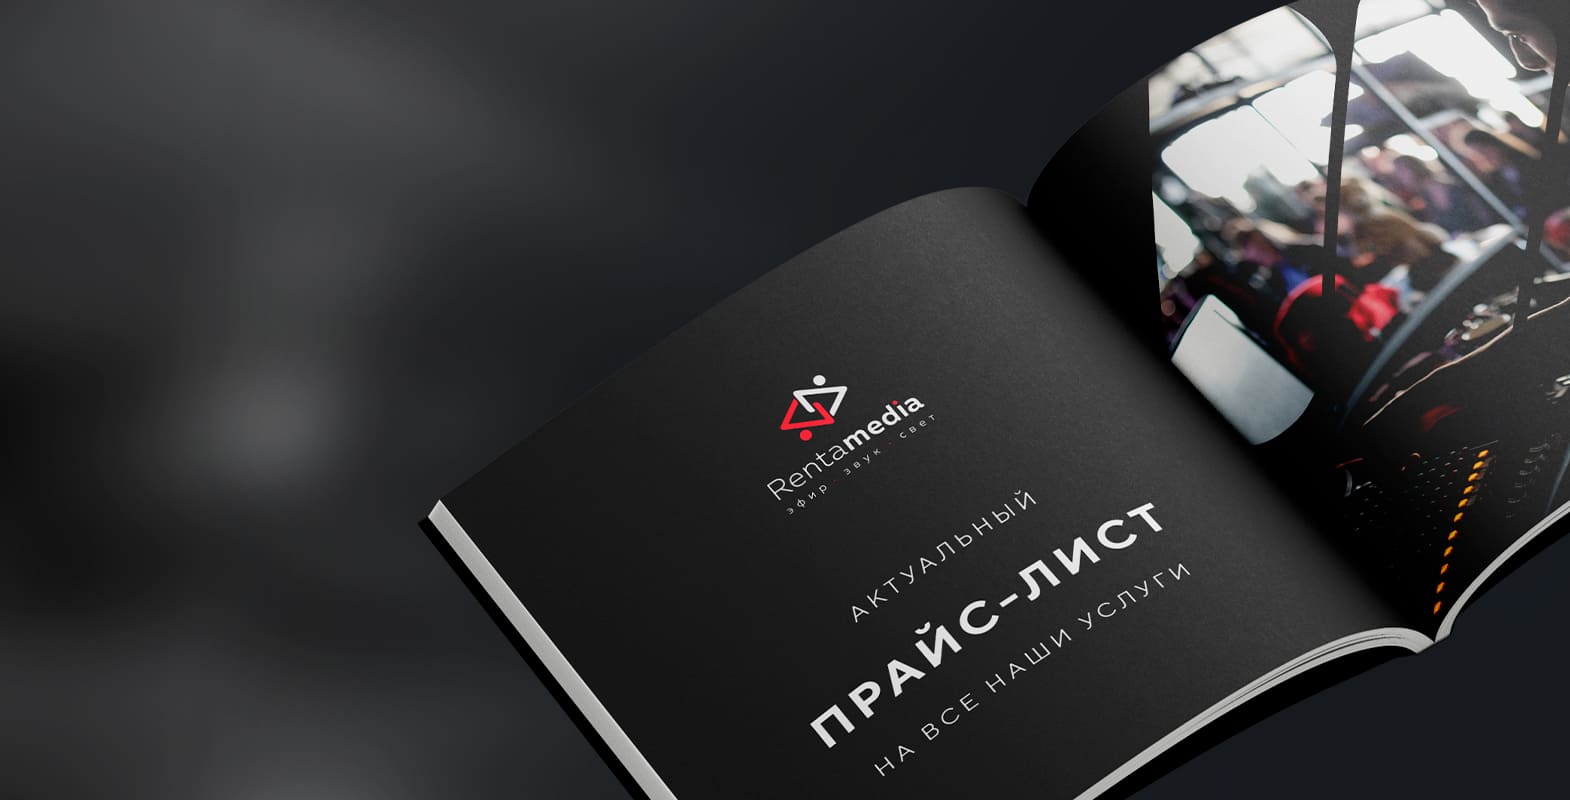 Rentamedia
эфир · звук · свет
АКТУАЛЬНЫЙ
ПРАЙС-ЛИСТ
НА ВСЕ НАШИ УСЛУГИ